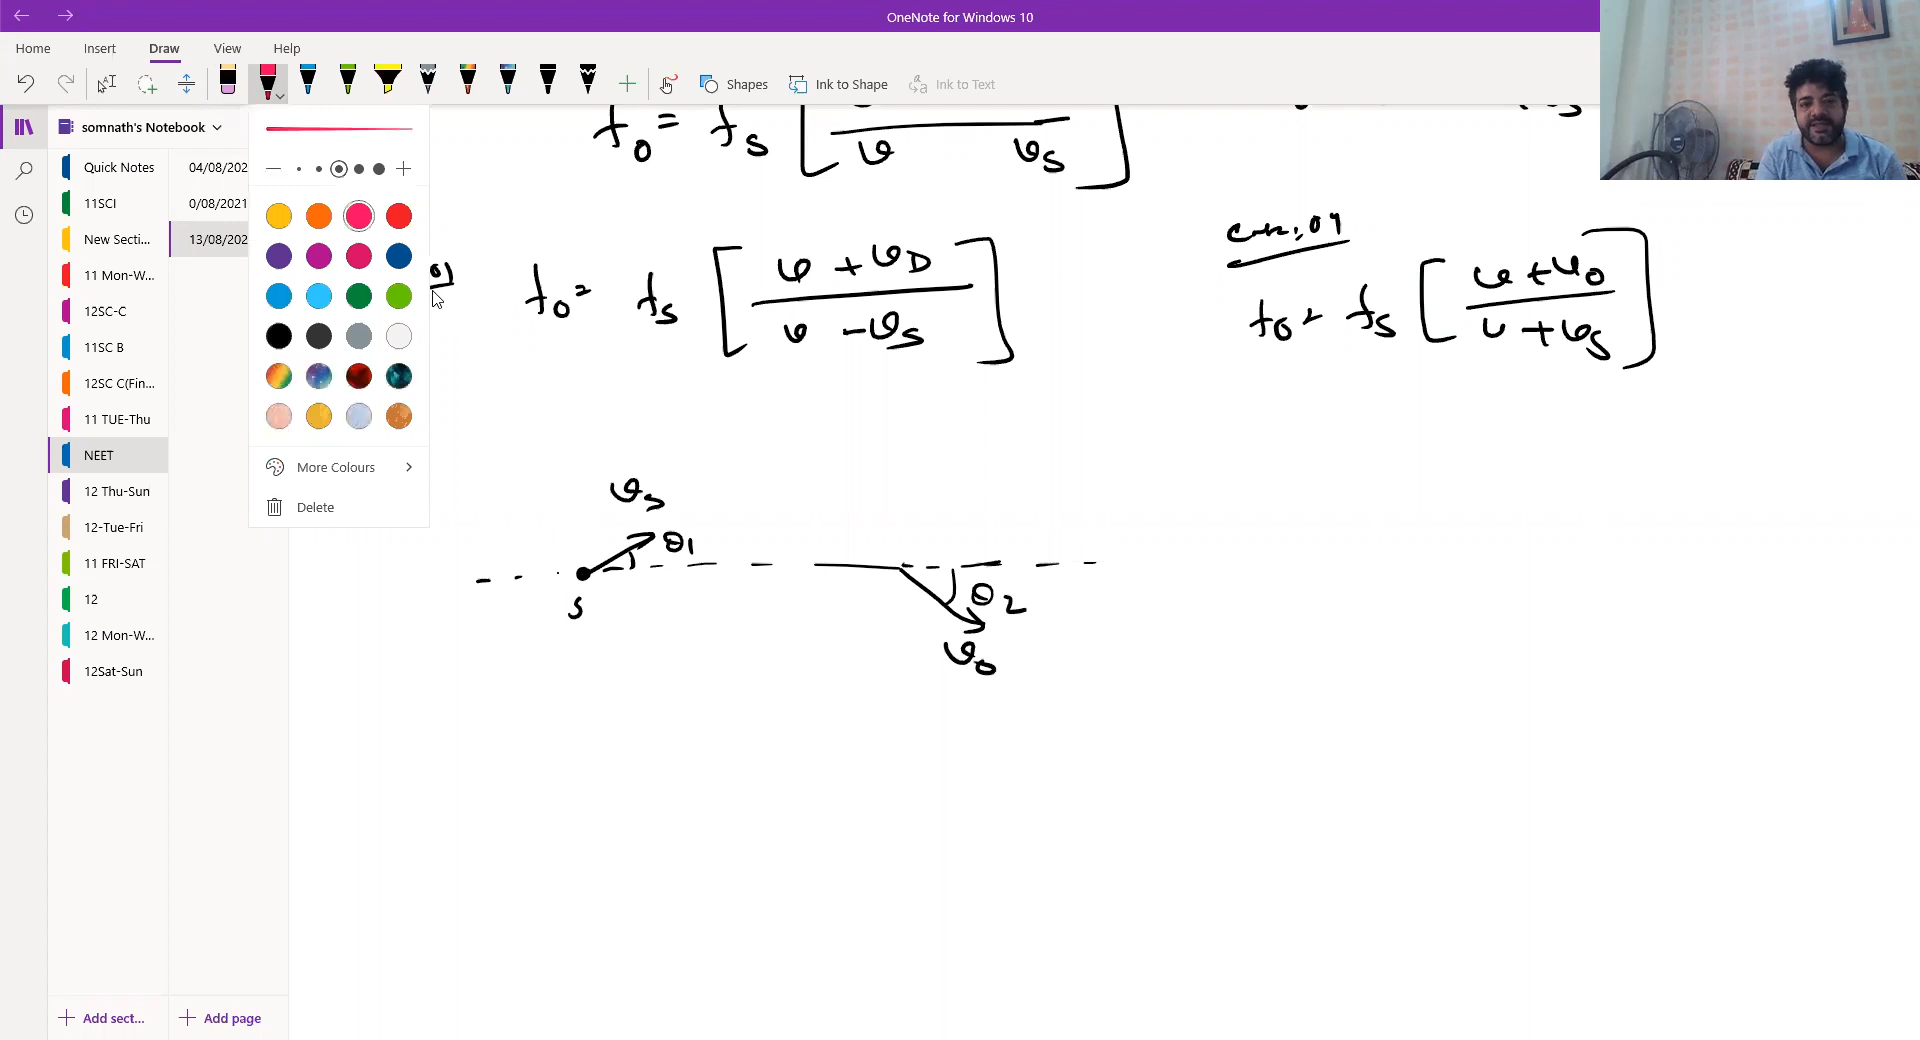 OneNote for Windows 10
Home Insert Draw View Help
Shapes Ink to Shape Ink to Text
somnath's Notebook
Quick Notes
11SCI
New Secti...
11 Mon-W...
12SC-C
11SC B
12SC C(Fin...
11 TUE-Thu
NEET
12 Thu-Sun
12-Tue-Fri
11 FRI-SAT
12
12 Mon-W...
12Sat-Sun
Add sect...
04/08/202
0/08/2021
13/08/202
Add page
More Colours
Delete
f₀ = fₛ [ v vₛ ]
01 f₀ = fₛ [ v + v₀ / v - vₛ ]
04
f₀ = fₛ [ v + v₀ / v + vₛ ]
vₛ
θ₁
S
θ₂
v₀